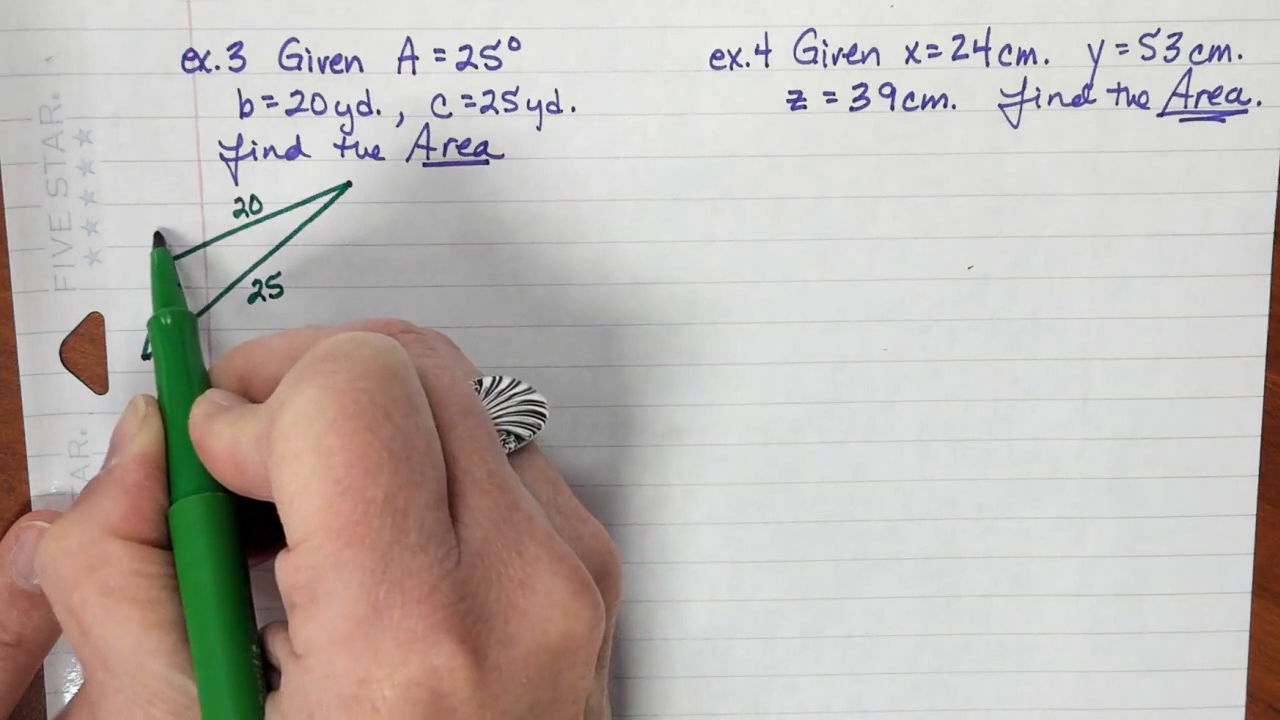 ex.3 Given A = 25°
b = 20 yd., c = 25 yd.
find the Area
20
25
ex.4 Given x = 24 cm. y = 53 cm.
z = 39 cm. find the Area.
FIVE STAR.
TAR.